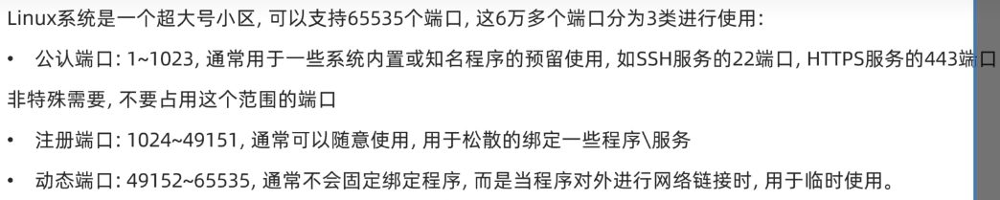 Linux系统是一个超大号小区, 可以支持65535个端口, 这6万多个端口分为3类进行使用:
• 公认端口: 1~1023, 通常用于一些系统内置或知名程序的预留使用, 如SSH服务的22端口, HTTPS服务的443端口
非特殊需要, 不要占用这个范围的端口
• 注册端口: 1024~49151, 通常可以随意使用, 用于松散的绑定一些程序\服务
• 动态端口: 49152~65535, 通常不会固定绑定程序, 而是当程序对外进行网络链接时, 用于临时使用。